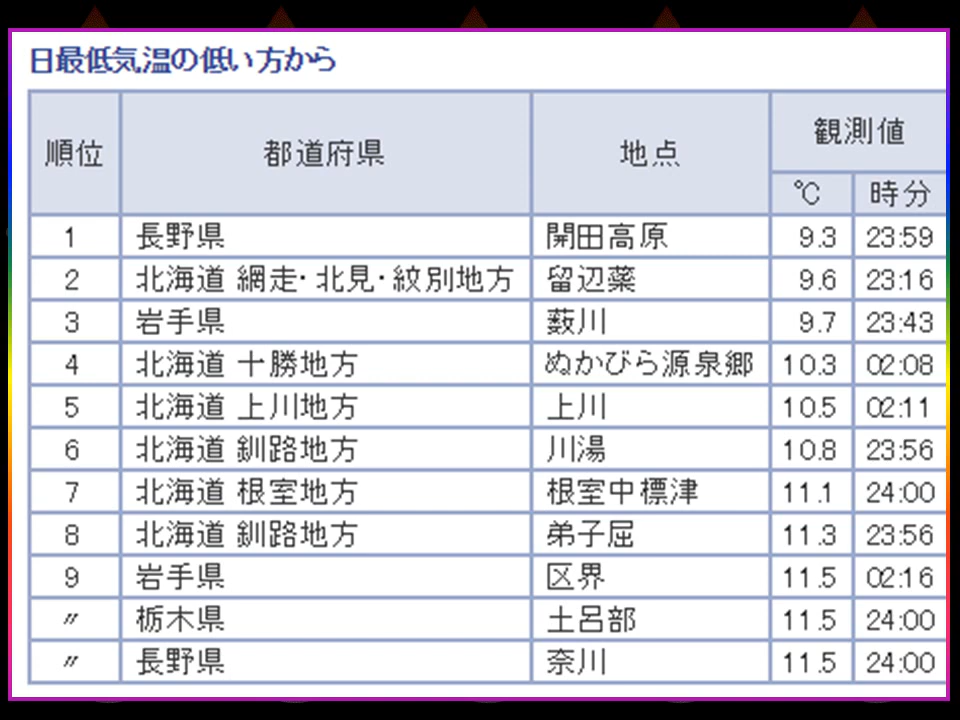 日最低気温の低い方から
順位 都道府県 地点 観測値
℃ 時分
1 長野県 開田高原 9.3 23:59
2 北海道 網走・北見・紋別地方 留辺蘂 9.6 23:16
3 岩手県 薮川 9.7 23:43
4 北海道 十勝地方 ぬかびら源泉郷 10.3 02:08
5 北海道 上川地方 上川 10.5 02:11
6 北海道 釧路地方 川湯 10.8 23:56
7 北海道 根室地方 根室中標津 11.1 24:00
8 北海道 釧路地方 弟子屈 11.3 23:56
9 岩手県 区界 11.5 02:16
〃 栃木県 土呂部 11.5 24:00
〃 長野県 奈川 11.5 24:00